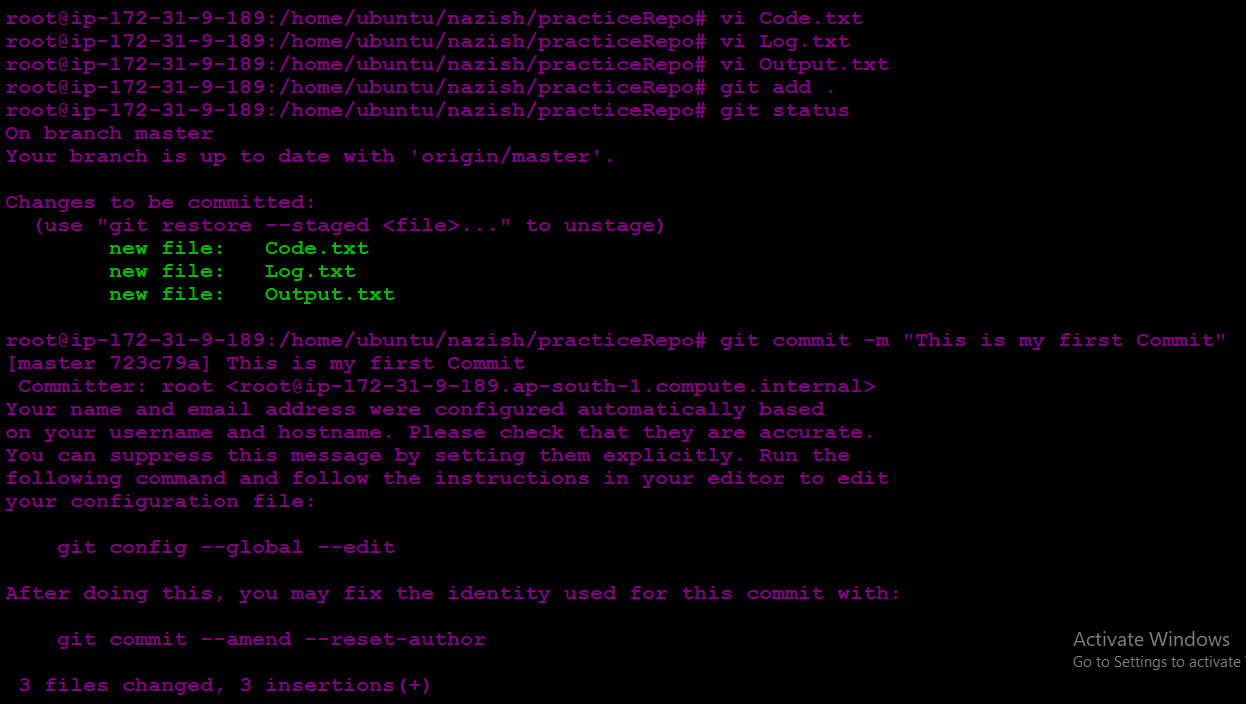 root@ip-172-31-9-189:/home/ubuntu/nazish/practiceRepo# vi Code.txt
root@ip-172-31-9-189:/home/ubuntu/nazish/practiceRepo# vi Log.txt
root@ip-172-31-9-189:/home/ubuntu/nazish/practiceRepo# vi Output.txt
root@ip-172-31-9-189:/home/ubuntu/nazish/practiceRepo# git add .
root@ip-172-31-9-189:/home/ubuntu/nazish/practiceRepo# git status
On branch master
Your branch is up to date with 'origin/master'.
Changes to be committed:
  (use "git restore --staged <file>..." to unstage)
        new file:   Code.txt
        new file:   Log.txt
        new file:   Output.txt
root@ip-172-31-9-189:/home/ubuntu/nazish/practiceRepo# git commit -m "This is my first Commit"
[master 723c79a] This is my first Commit
 Committer: root <root@ip-172-31-9-189.ap-south-1.compute.internal>
Your name and email address were configured automatically based
on your username and hostname. Please check that they are accurate.
You can suppress this message by setting them explicitly. Run the
following command and follow the instructions in your editor to edit
your configuration file:
    git config --global --edit
After doing this, you may fix the identity used for this commit with:
    git commit --amend --reset-author
 3 files changed, 3 insertions(+)
Activate Windows
Go to Settings to activate